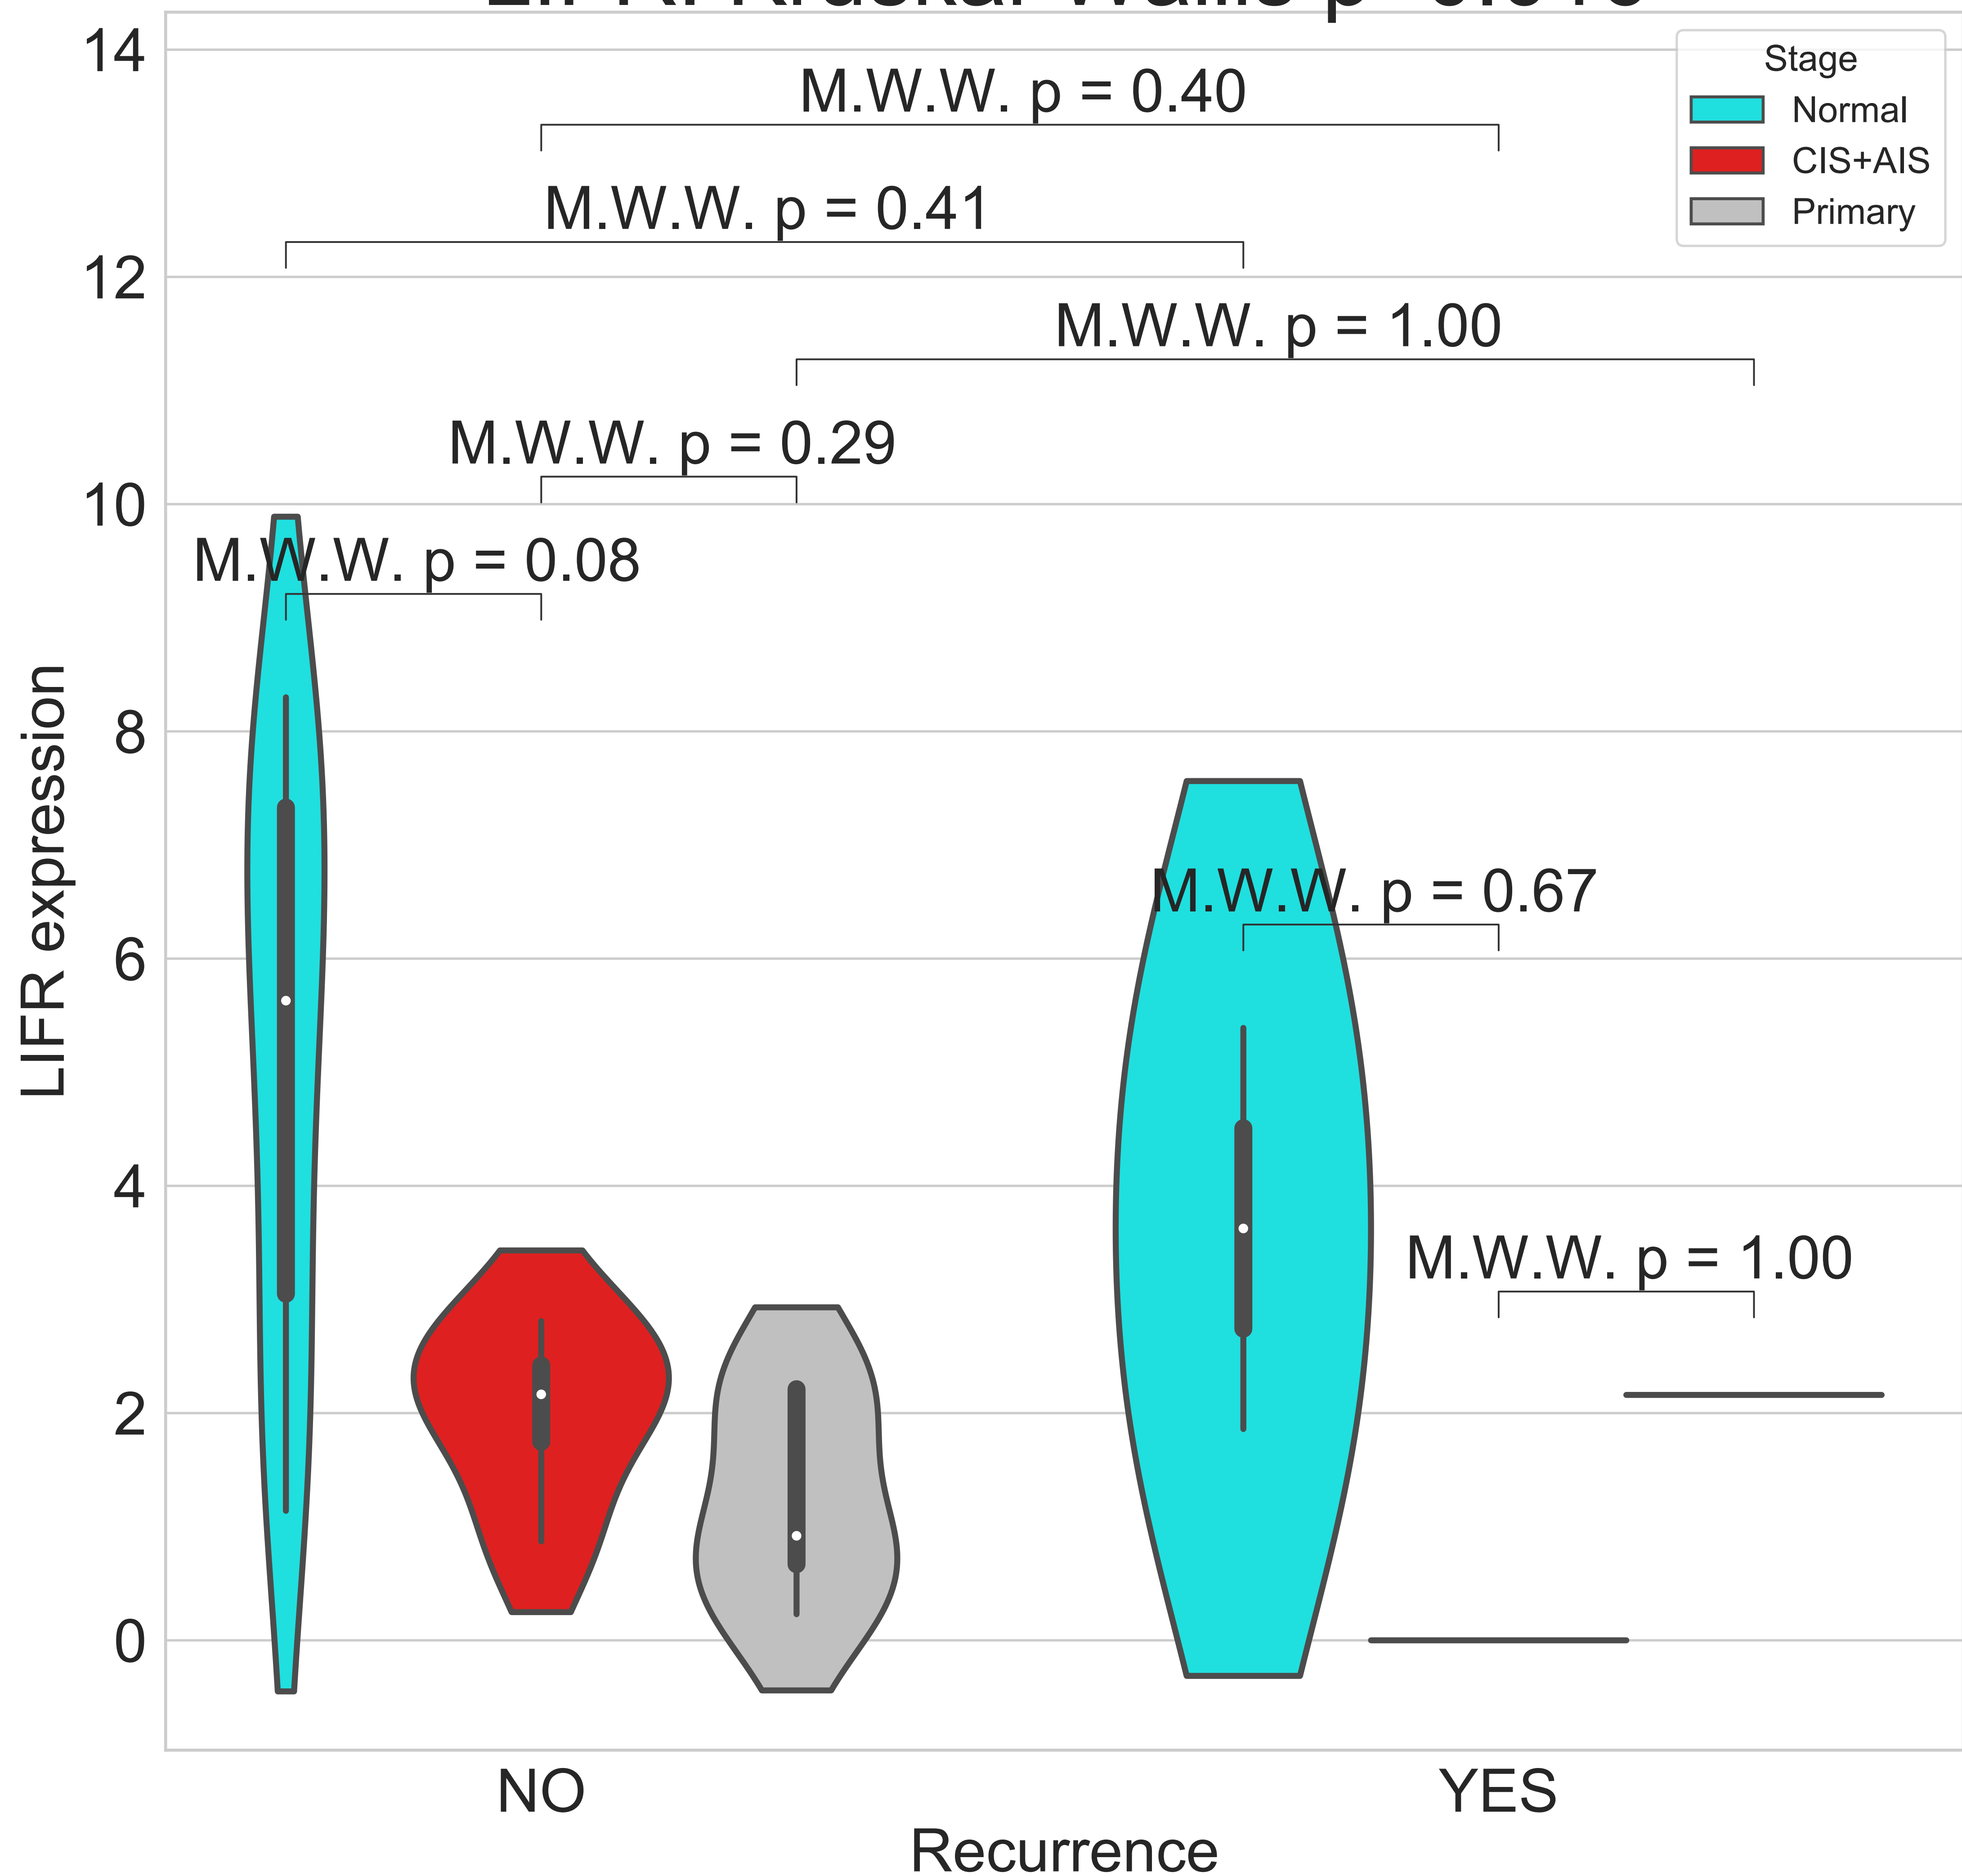 14
Stage
Normal
CIS+AIS
Primary
M.W.W. p = 0.40
M.W.W. p = 0.41
12
M.W.W. p = 1.00
M.W.W. p = 0.29
10
M.W.W. p = 0.08
8
M.W.W. p = 0.67
6
LIFR expression
4
M.W.W. p = 1.00
2
0
NO
YES
Recurrence